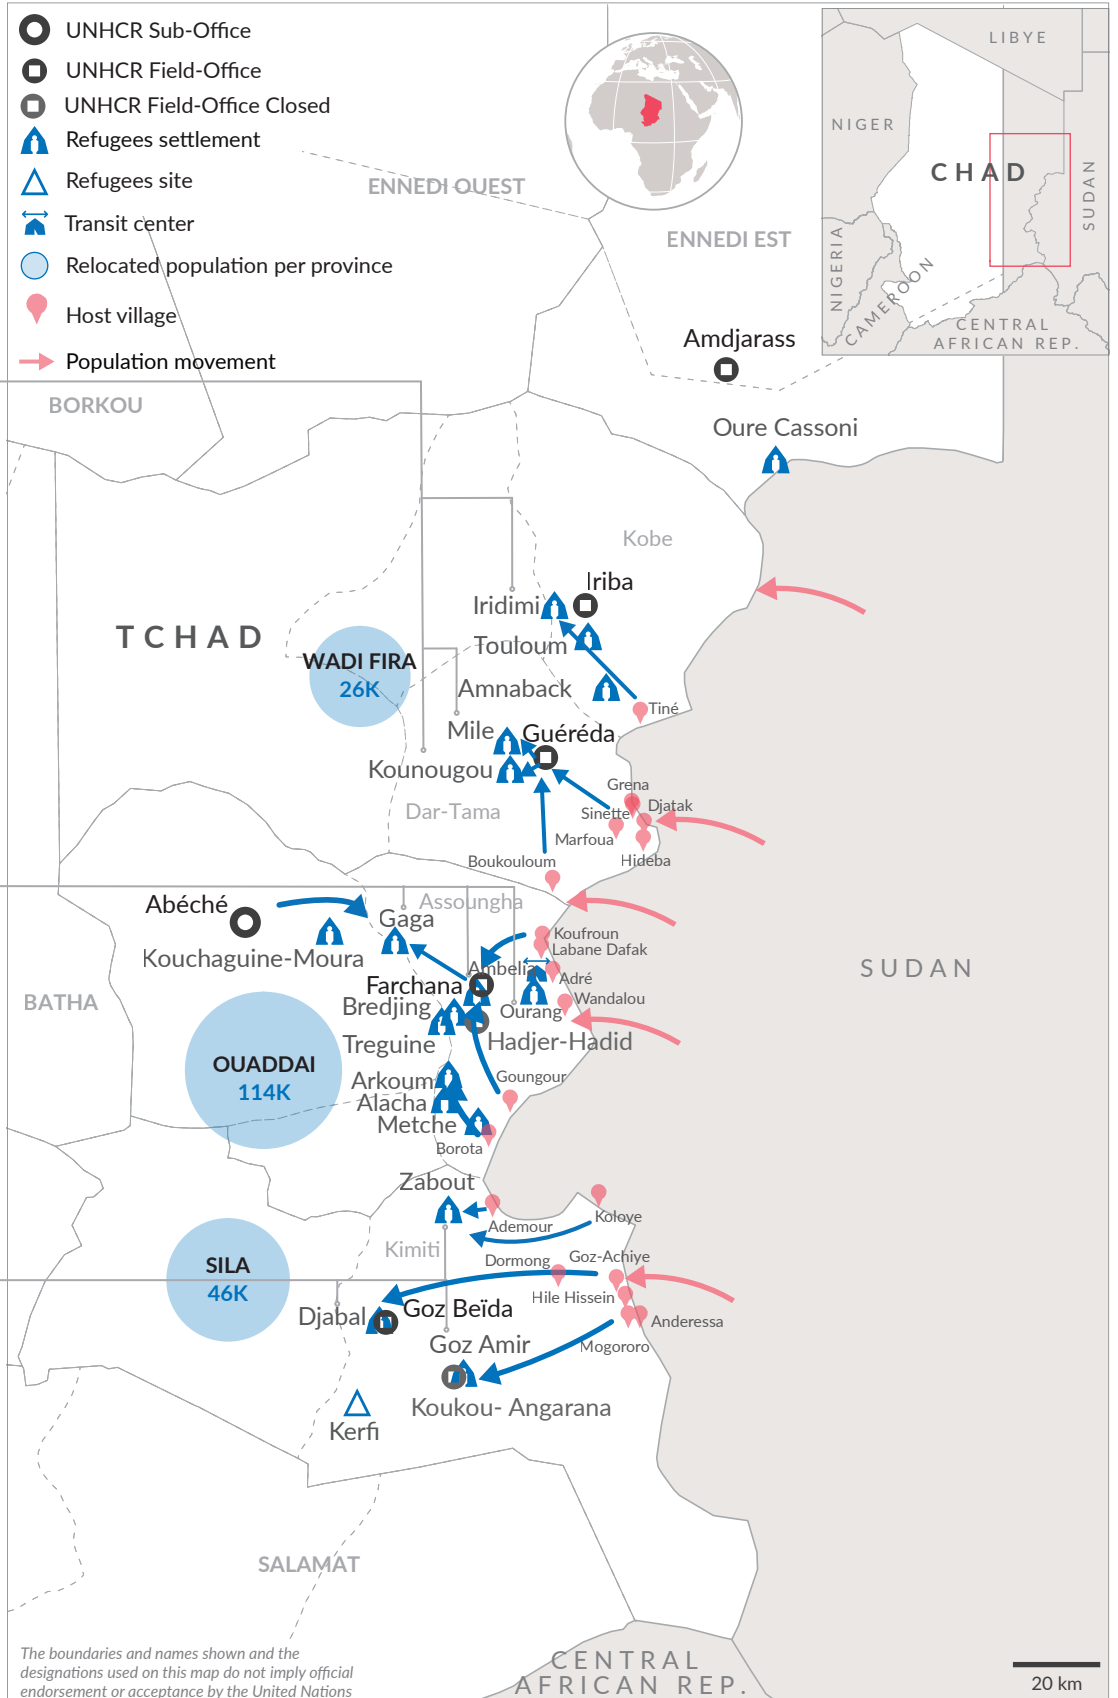 UNHCR Sub-Office
UNHCR Field-Office
UNHCR Field-Office Closed
Refugees settlement
Refugees site
Transit center
Relocated population per province
Host village
Population movement
LIBYE
NIGER
CHAD
SUDAN
NIGERIA
CAMEROON
CENTRAL
AFRICAN REP.
ENNEDI OUEST
ENNEDI EST
Amdjarass
BORKOU
Oure Cassoni
Kobe
Iriba
Iridimi
TCHAD
Touloum
WADI FIRA
26K
Amnaback
Tiné
Mile
Guéréda
Kounougou
Grena
Djatak
Sinette
Dar-Tama
Marfoua
Hideba
Boukouloum
Abéché
Assoungha
Gaga
Koufroun
Labane Dafak
Kouchaguine-Moura
Ambelia
SUDAN
Adré
Farchana
BATHA
Wandalou
Bredjing
Ourang
Treguine
Hadjer-Hadid
OUADDAI
114K
Arkoum
Goungour
Alacha
Metche
Borota
Zabout
Koloye
Ademour
Kimiti
Goz-Achiye
Dormong
SILA
46K
Hile Hissein
Djabal
Goz Beïda
Anderessa
Goz Amir
Mogororo
Koukou- Angarana
Kerfi
SALAMAT
The boundaries and names shown and the
designations used on this map do not imply official
endorsement or acceptance by the United Nations
CENTRAL
AFRICAN REP.
20 km